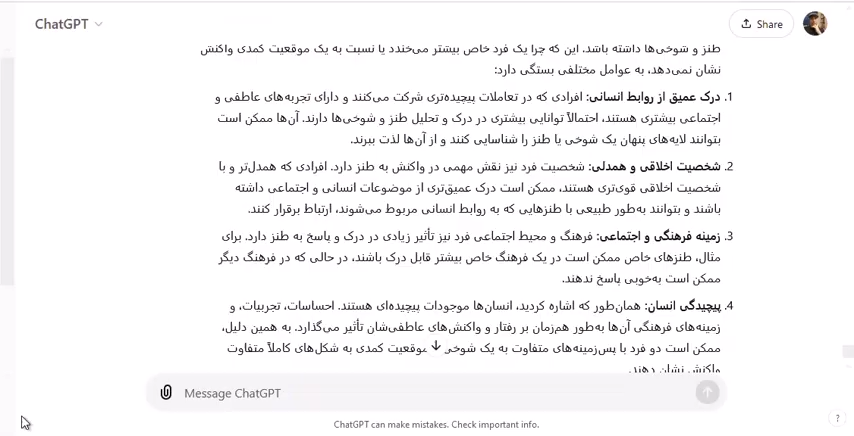 ChatGPT
Share
طنز و شوخی‌ها داشته باشد. این که چرا یک فرد خاص بیشتر می‌خندد یا نسبت به یک موقعیت کمدی واکنش
نشان نمی‌دهد، به عوامل مختلفی بستگی دارد:
1. درک عمیق از روابط انسانی: افرادی که در تعاملات پیچیده‌تری شرکت می‌کنند و دارای تجربه‌های عاطفی و
اجتماعی بیشتری هستند، احتمالاً توانایی بیشتری در درک و تحلیل طنز و شوخی‌ها دارند. آن‌ها ممکن است
بتوانند لایه‌های پنهان یک شوخی یا طنز را شناسایی کنند و از آن‌ها لذت ببرند.
2. شخصیت اخلاقی و همدلی: شخصیت فرد نیز نقش مهمی در واکنش به طنز دارد. افرادی که همدل‌تر و با
شخصیت اخلاقی قوی‌تری هستند، ممکن است درک عمیق‌تری از موضوعات انسانی و اجتماعی داشته
باشند و بتوانند به‌طور طبیعی با طنزهایی که به روابط انسانی مربوط می‌شوند، ارتباط برقرار کنند.
3. زمینه فرهنگی و اجتماعی: فرهنگ و محیط اجتماعی فرد نیز تأثیر زیادی در درک و پاسخ به طنز دارد. برای
مثال، طنزهای خاص ممکن است در یک فرهنگ خاص بیشتر قابل درک باشند، در حالی که در فرهنگ دیگر
ممکن است به‌خوبی پاسخ ندهند.
4. پیچیدگی انسان: همان‌طور که اشاره کردید، انسان‌ها موجودات پیچیده‌ای هستند. احساسات، تجربیات، و
زمینه‌های فرهنگی آن‌ها به‌طور هم‌زمان بر رفتار و واکنش‌های عاطفی‌شان تأثیر می‌گذارد. به همین دلیل،
ممکن است دو فرد با پس‌زمینه‌های متفاوت به یک شوخی موقعیت کمدی به شکل‌های کاملاً متفاوت
واکنش نشان دهند.
Message ChatGPT
ChatGPT can make mistakes. Check important info.
?